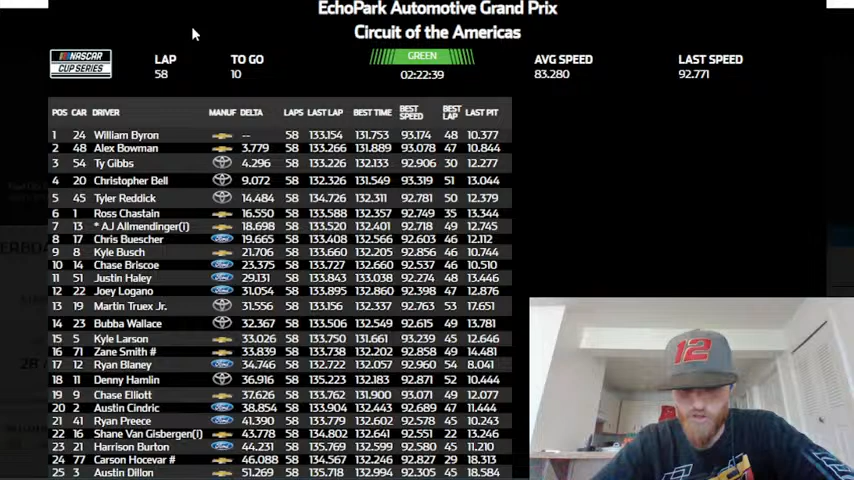 EchoPark Automotive Grand Prix
Circuit of the Americas
NASCAR CUP SERIES
LAP TO GO GREEN AVG SPEED LAST SPEED
58 10 02:22:39 83.280 92.771
POS CAR DRIVER MANUF DELTA LAPS LAST LAP BEST TIME BEST SPEED BEST LAP LAST PIT
1 24 William Byron -- 58 133.154 131.753 93.174 48 10.377
2 48 Alex Bowman 3.779 58 133.266 131.889 93.078 47 10.844
3 54 Ty Gibbs 4.296 58 133.226 132.133 92.906 30 12.277
4 20 Christopher Bell 9.072 58 132.326 131.549 93.319 51 13.044
5 45 Tyler Reddick 14.484 58 134.726 132.311 92.781 50 12.379
6 1 Ross Chastain 16.550 58 133.588 132.357 92.749 35 13.344
7 13 * AJ Allmendinger(i) 18.698 58 133.520 132.401 92.718 49 12.745
8 17 Chris Buescher 19.665 58 133.408 132.566 92.603 46 12.112
9 8 Kyle Busch 21.706 58 133.660 132.205 92.856 46 10.744
10 14 Chase Briscoe 23.375 58 133.727 132.660 92.537 46 10.510
11 51 Justin Haley 29.131 58 133.843 133.038 92.274 48 13.446
12 22 Joey Logano 31.054 58 133.895 132.860 92.398 47 12.876
13 19 Martin Truex Jr. 31.556 58 133.156 132.337 92.763 53 17.651
14 23 Bubba Wallace 32.367 58 133.506 132.549 92.615 49 13.781
15 5 Kyle Larson 33.026 58 133.750 131.661 93.239 45 12.646
16 71 Zane Smith # 33.839 58 133.738 132.202 92.858 49 14.481
17 12 Ryan Blaney 34.746 58 132.722 132.057 92.960 54 8.041
18 11 Denny Hamlin 36.916 58 135.223 132.183 92.871 52 10.444
19 9 Chase Elliott 37.626 58 133.762 131.900 93.071 49 12.077
20 2 Austin Cindric 38.854 58 133.904 132.443 92.689 47 11.444
21 41 Ryan Preece 41.390 58 133.779 132.602 92.578 45 10.243
22 16 Shane Van Gisbergen(i) 43.778 58 134.802 132.641 92.551 22 13.246
23 21 Harrison Burton 44.231 58 135.769 132.599 92.580 45 11.210
24 77 Carson Hocevar # 46.088 58 134.567 132.246 92.827 29 18.313
25 3 Austin Dillon 51.269 58 135.718 132.994 92.305 45 18.584
12